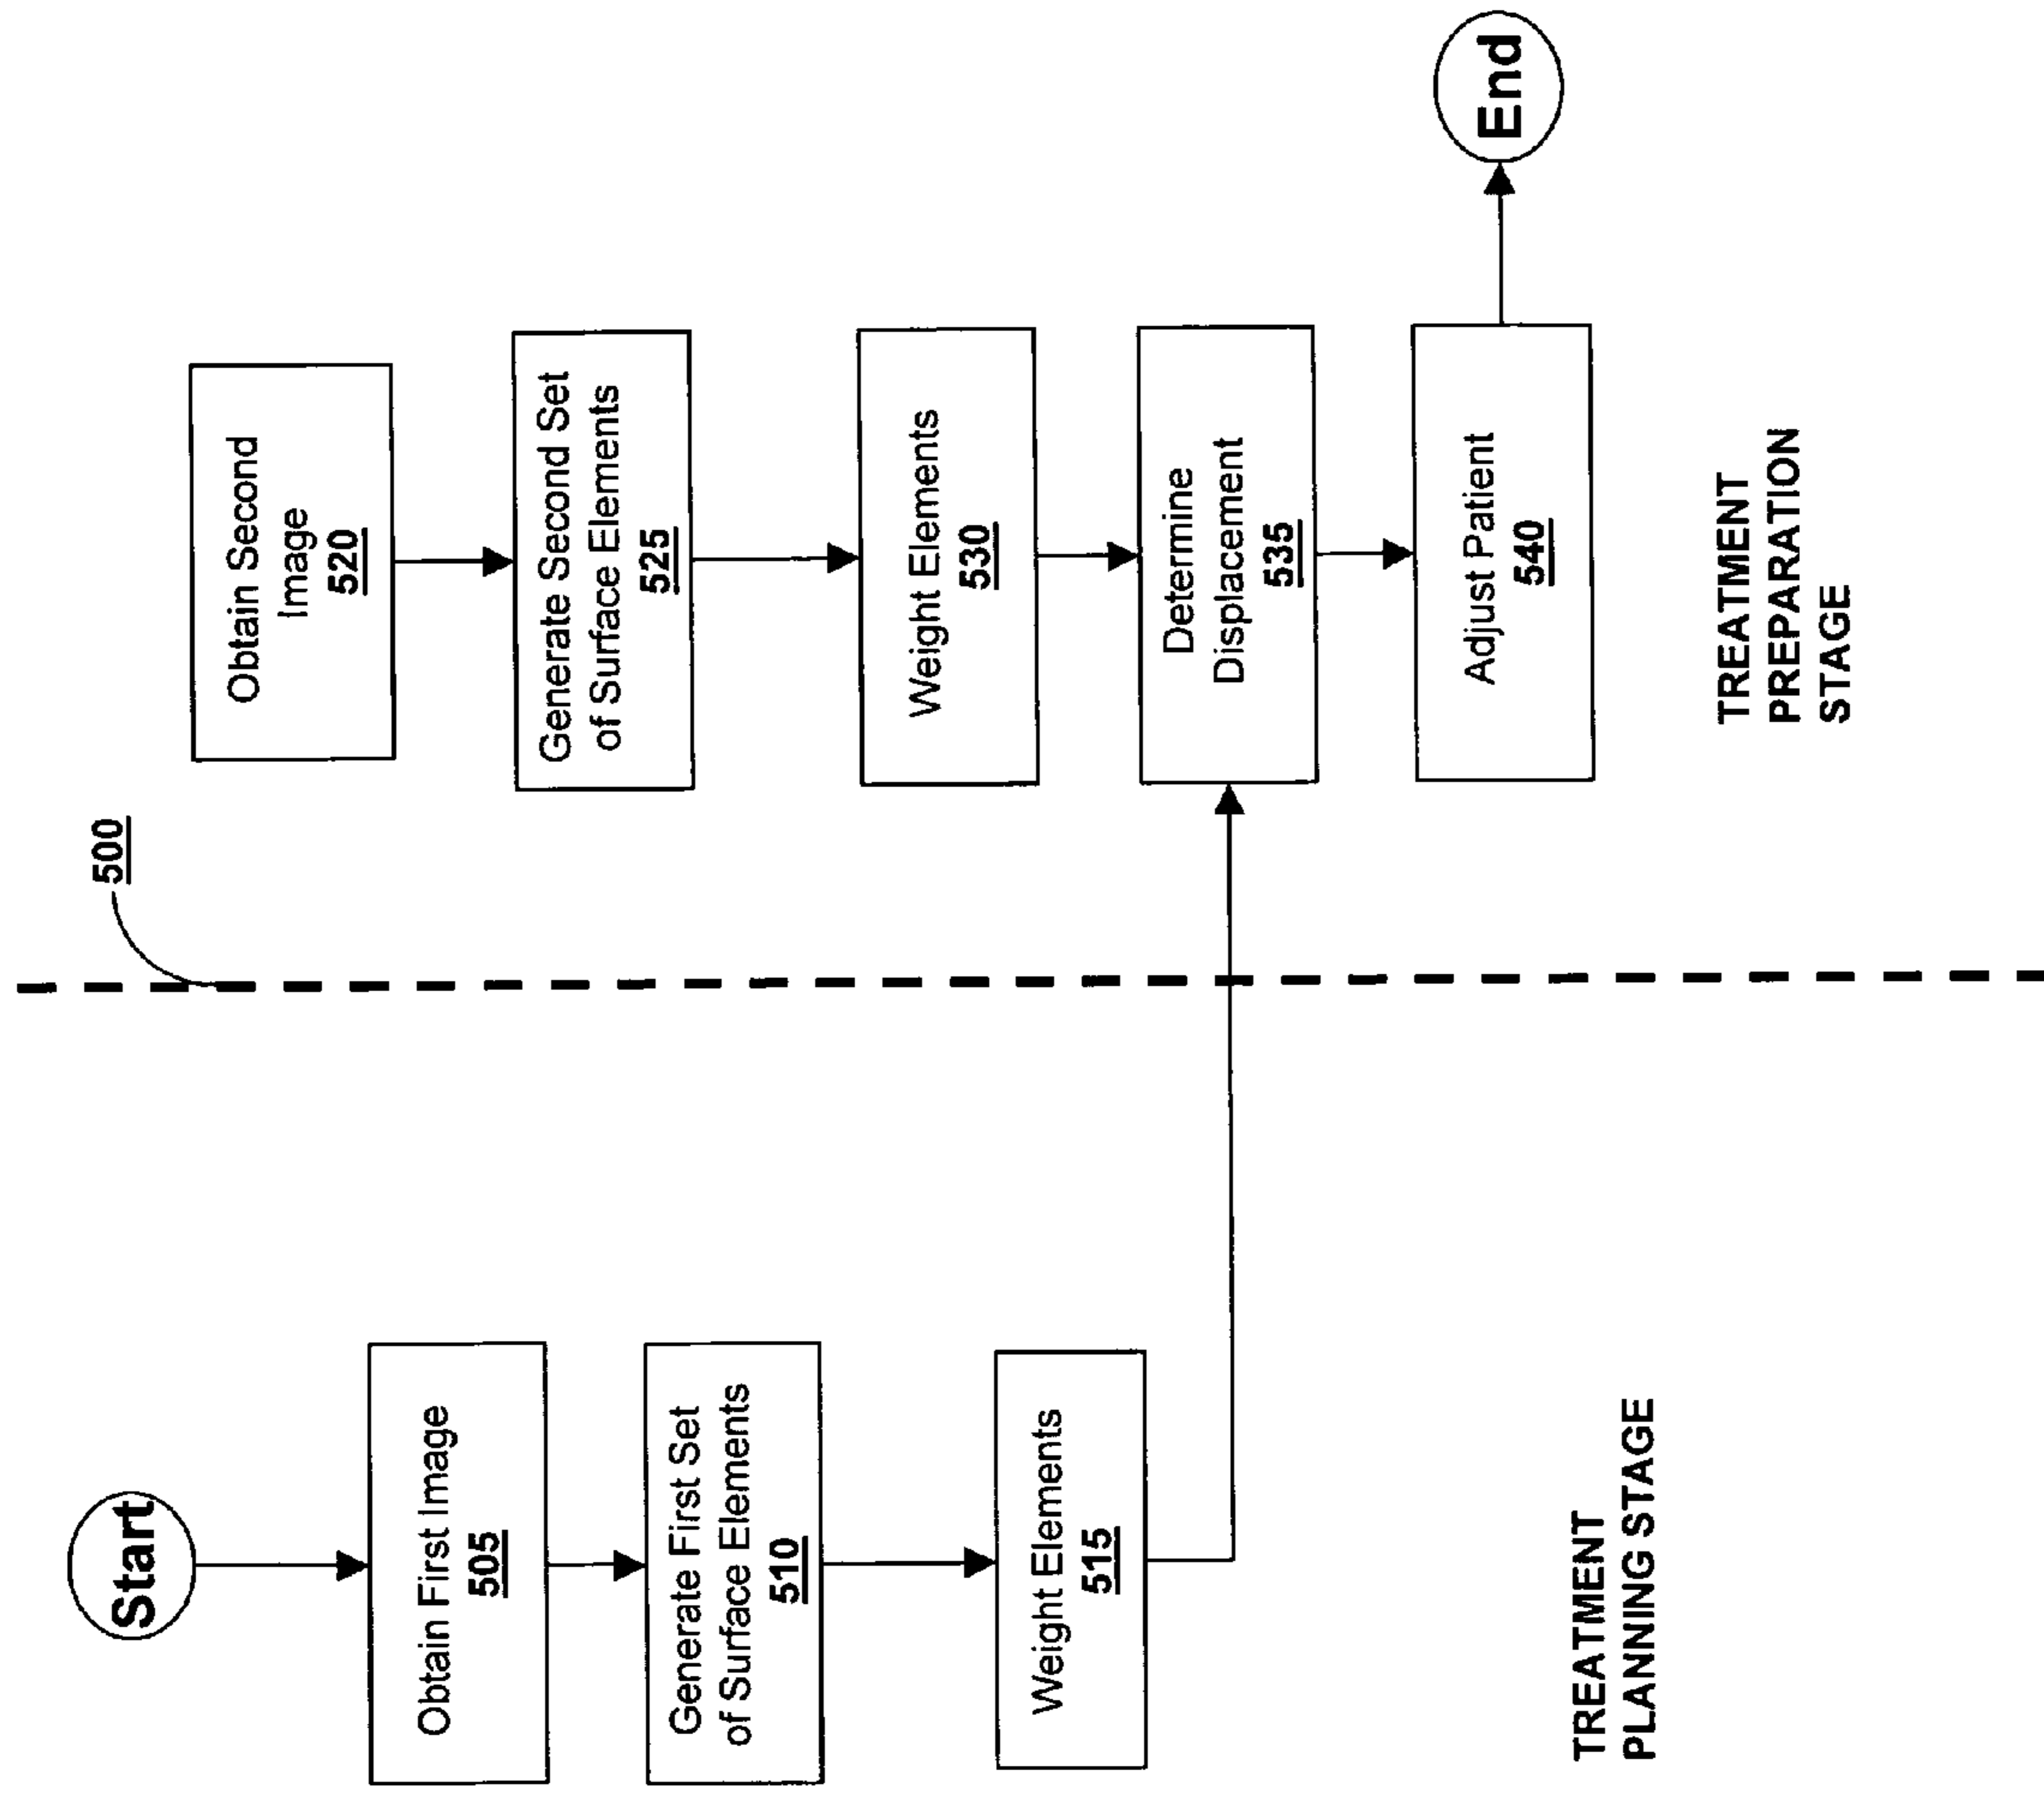 500
Start
Obtain First Image
505
Generate First Set
of Surface Elements
510
Weight Elements
515
TREATMENT
PLANNING STAGE
Obtain Second
Image
520
Generate Second Set
of Surface Elements
525
Weight Elements
530
Determine
Displacement
535
Adjust Patient
540
End
TREATMENT
PREPARATION
STAGE